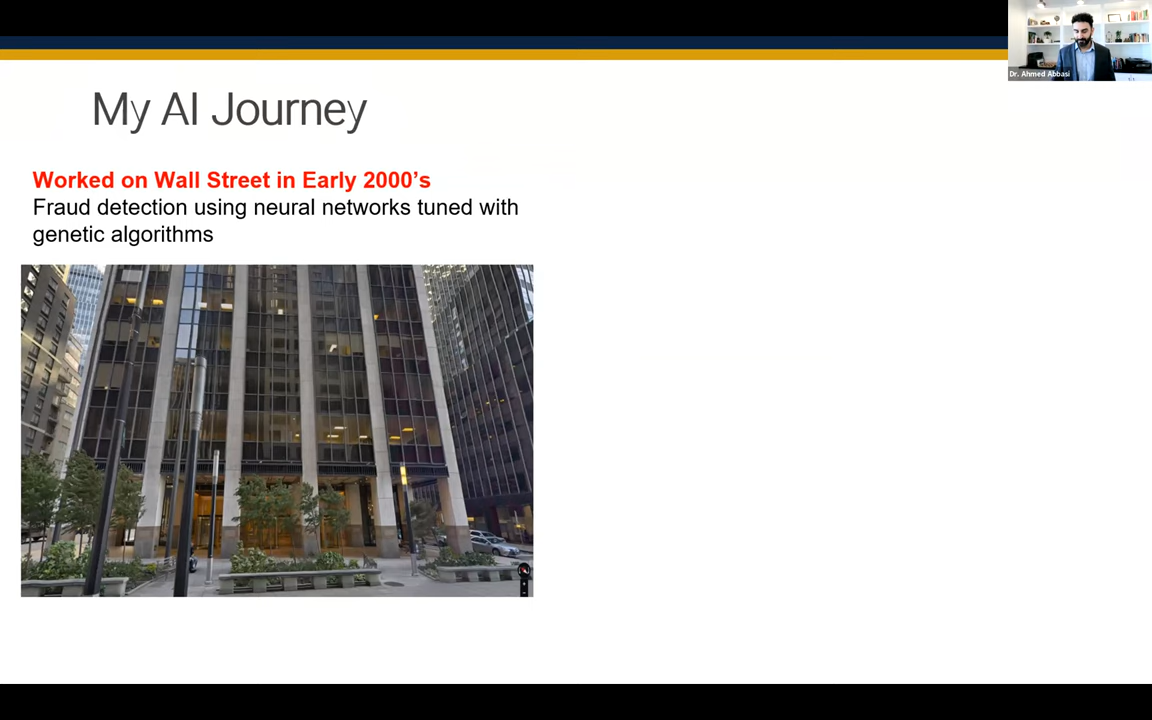 Dr. Ahmed Abbasi
My AI Journey
Worked on Wall Street in Early 2000's
Fraud detection using neural networks tuned with
genetic algorithms